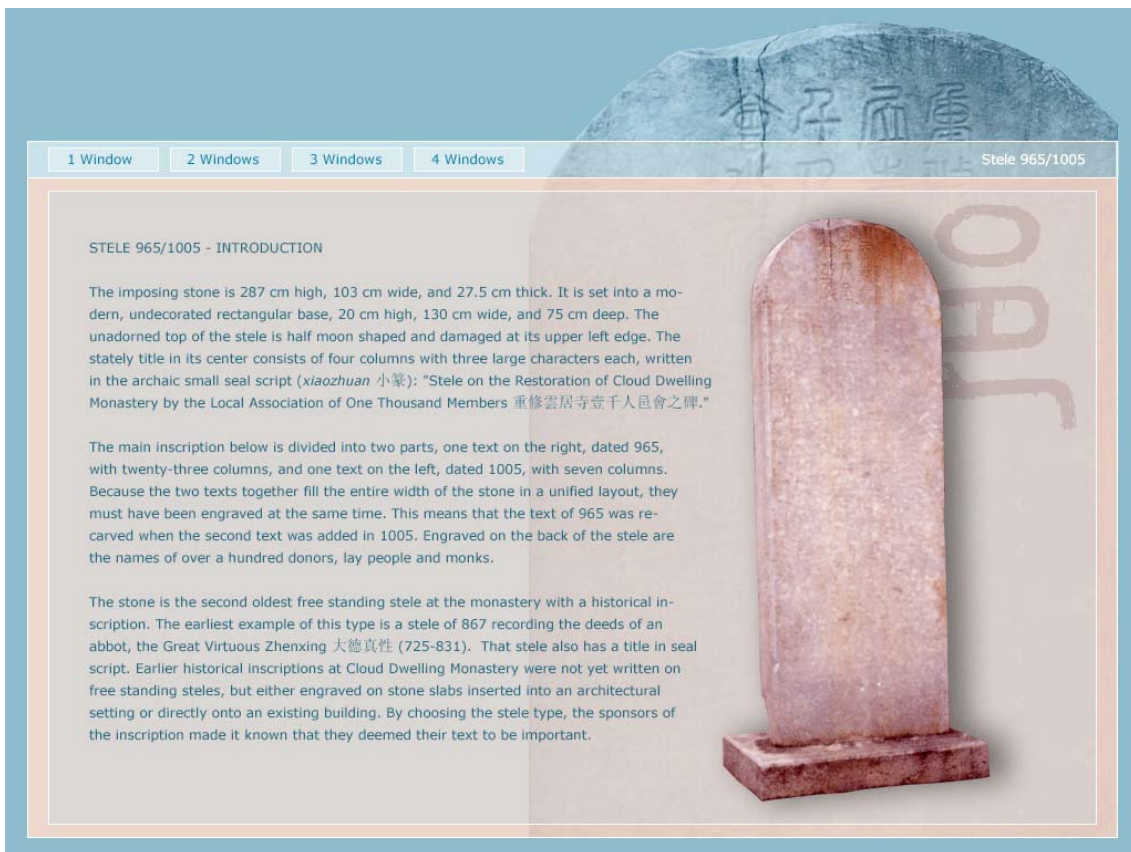 1 Window
2 Windows
3 Windows
4 Windows
Stele 965/1005
STELE 965/1005 - INTRODUCTION
The imposing stone is 287 cm high, 103 cm wide, and 27.5 cm thick. It is set into a mo-
dern, undecorated rectangular base, 20 cm high, 130 cm wide, and 75 cm deep. The
unadorned top of the stele is half moon shaped and damaged at its upper left edge. The
stately title in its center consists of four columns with three large characters each, written
in the archaic small seal script (xiaozhuan 小篆): "Stele on the Restoration of Cloud Dwelling
Monastery by the Local Association of One Thousand Members 重修雲居寺壹千人邑會之碑."
The main inscription below is divided into two parts, one text on the right, dated 965,
with twenty-three columns, and one text on the left, dated 1005, with seven columns.
Because the two texts together fill the entire width of the stone in a unified layout, they
must have been engraved at the same time. This means that the text of 965 was re-
carved when the second text was added in 1005. Engraved on the back of the stele are
the names of over a hundred donors, lay people and monks.
The stone is the second oldest free standing stele at the monastery with a historical in-
scription. The earliest example of this type is a stele of 867 recording the deeds of an
abbot, the Great Virtuous Zhenxing 大德真性 (725-831).  That stele also has a title in seal
script. Earlier historical inscriptions at Cloud Dwelling Monastery were not yet written on
free standing steles, but either engraved on stone slabs inserted into an architectural
setting or directly onto an existing building. By choosing the stele type, the sponsors of
the inscription made it known that they deemed their text to be important.